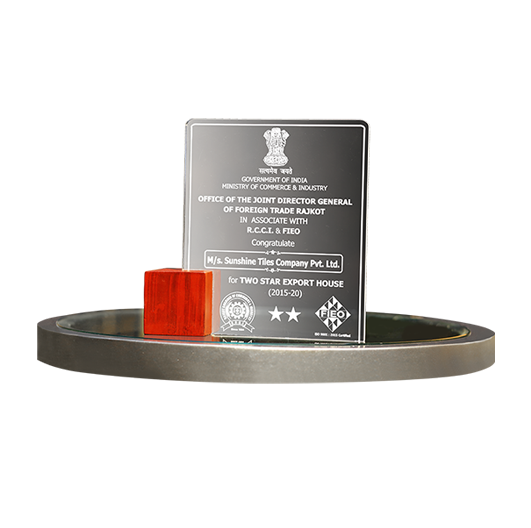 सत्यमेव जयते
GOVERNMENT OF INDIA
MINISTRY OF COMMERCE & INDUSTRY
OFFICE OF THE JOINT DIRECTOR GENERAL
OF FOREIGN TRADE RAJKOT
IN ASSOCIATE WITH
R.C.C.I. & FIEO
Congratulate
M/s. Sunshine Tiles Company Pvt. Ltd.
for TWO STAR EXPORT HOUSE
(2015-20)
FIEO